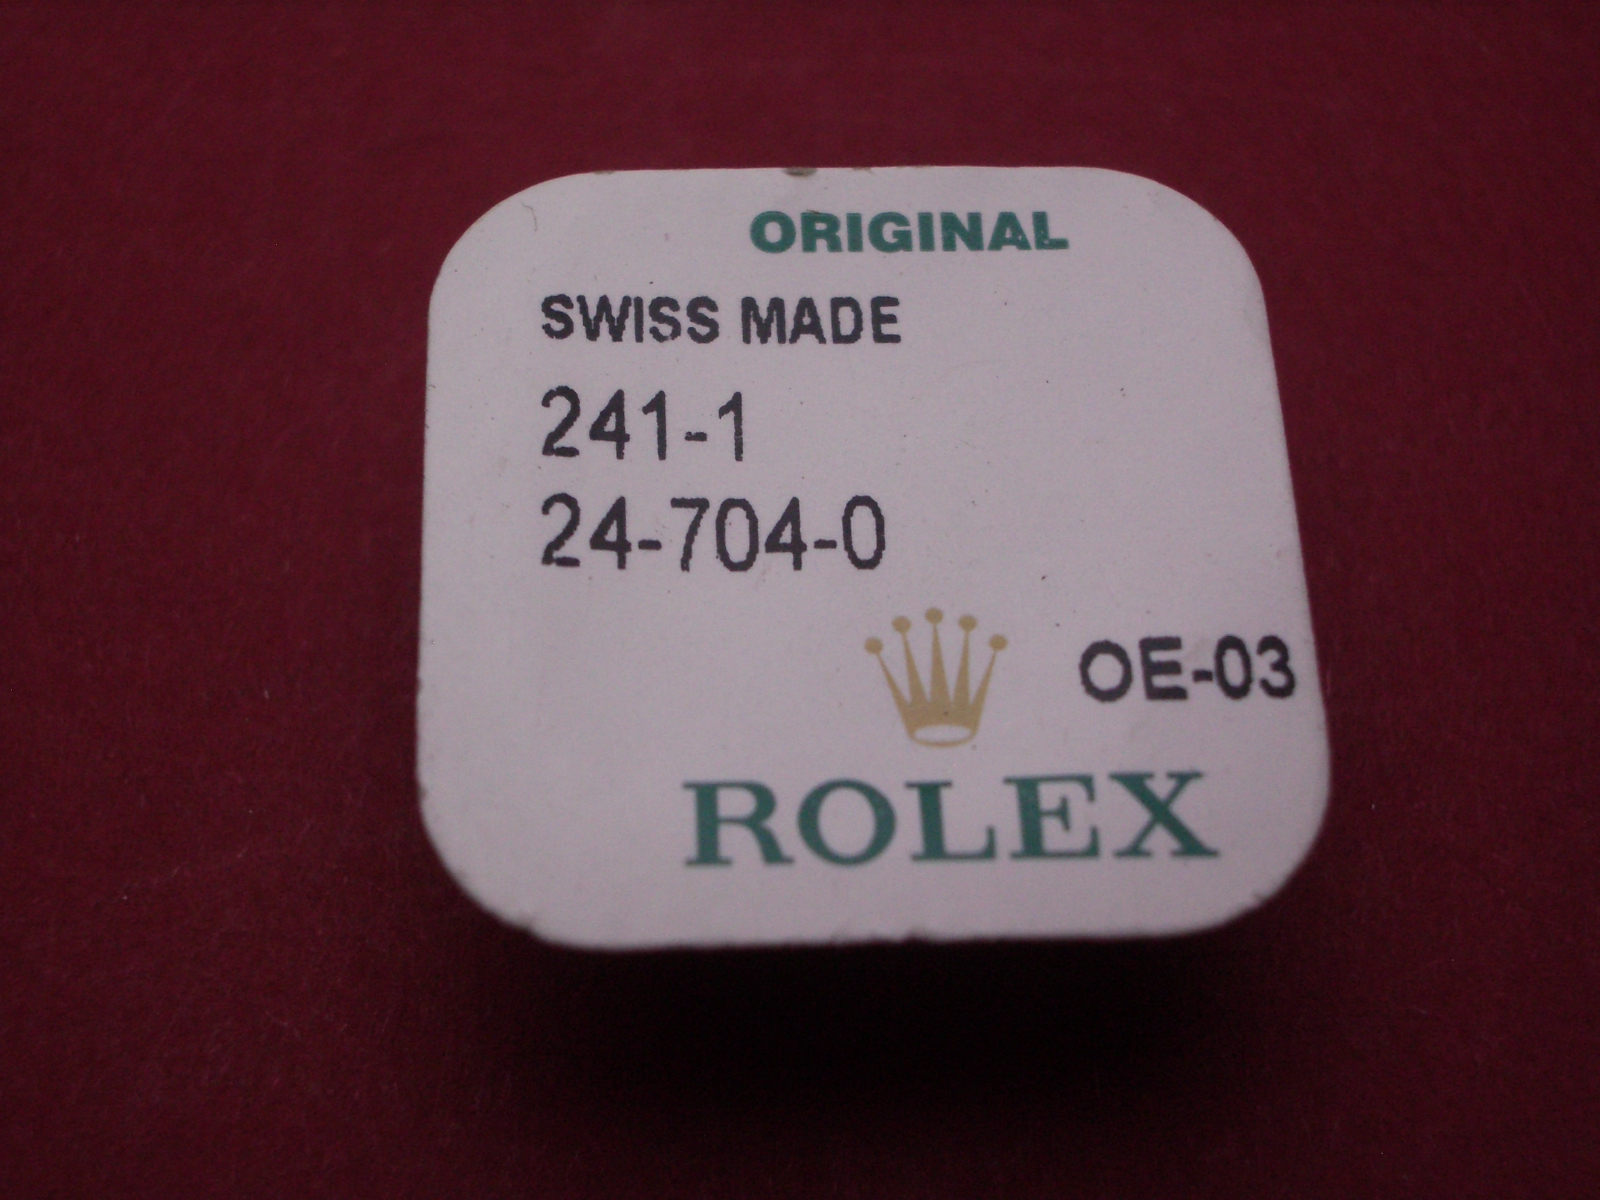 ORIGINAL
SWISS MADE
241-1
24-704-0
OE-03
ROLEX